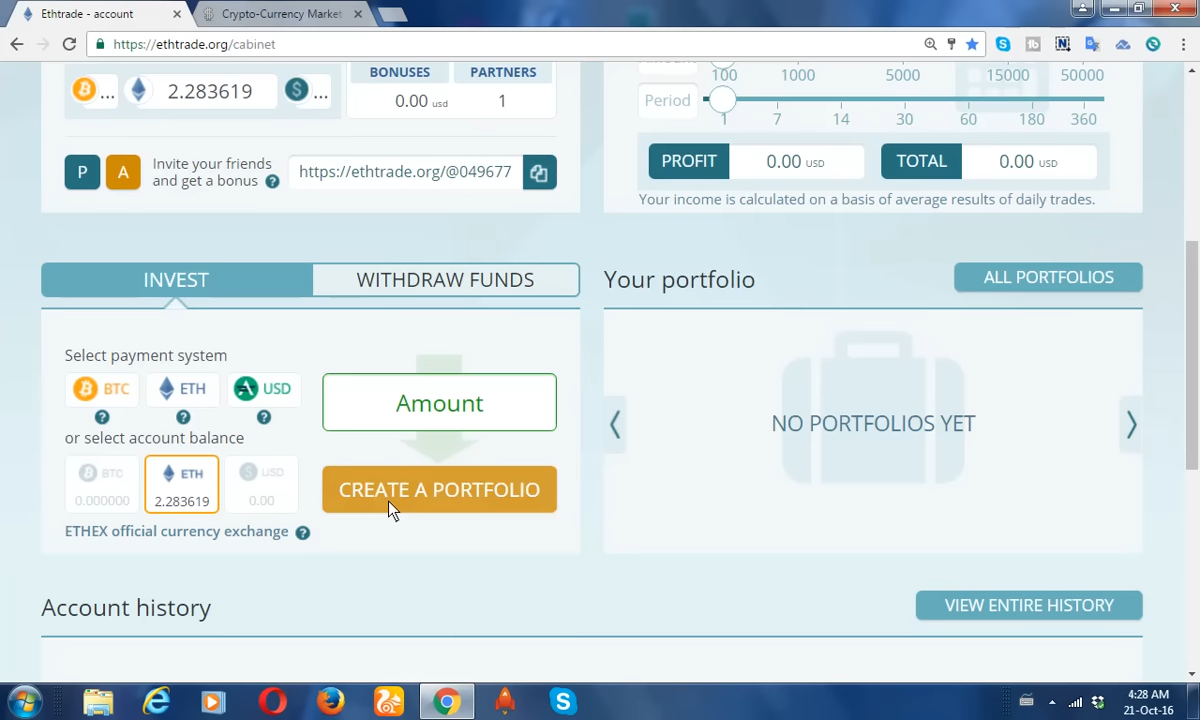 Ethtrade - account
Crypto-Currency Market
https://ethtrade.org/cabinet
...
2.283619
...
BONUSES
PARTNERS
0.00 usd
1
P
A
Invite your friends
and get a bonus ?
https://ethtrade.org/@049677
100 1000 5000 15000 50000
Period
1 7 14 30 60 180 360
PROFIT
0.00 USD
TOTAL
0.00 USD
Your income is calculated on a basis of average results of daily trades.
INVEST
WITHDRAW FUNDS
Your portfolio
ALL PORTFOLIOS
Select payment system
BTC
ETH
USD
? ? ?
or select account balance
BTC
0.000000
ETH
2.283619
USD
0.00
ETHEX official currency exchange ?
Amount
CREATE A PORTFOLIO
NO PORTFOLIOS YET
Account history
VIEW ENTIRE HISTORY
4:28 AM
21-Oct-16